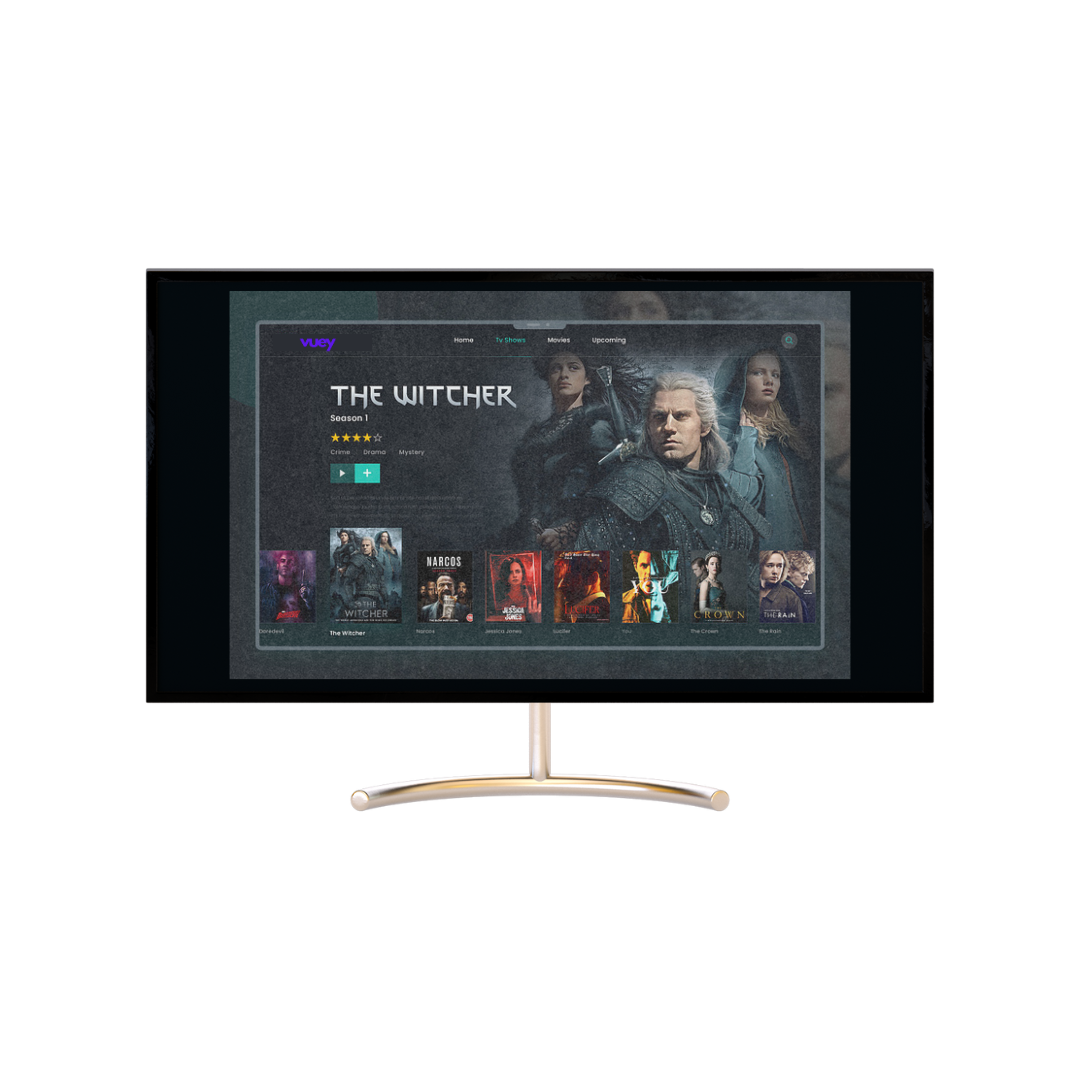 vuey
Home Tv Shows Movies Upcoming
THE WITCHER
Season 1
Crime Drama Mystery
THE
WITCHER
NARCOS
JESSICA
JONES
LUCIFER
YOU
CROWN
THE RAIN
Daredevil The Witcher Narcos Jessica Jones Lucifer You The Crown The Rain